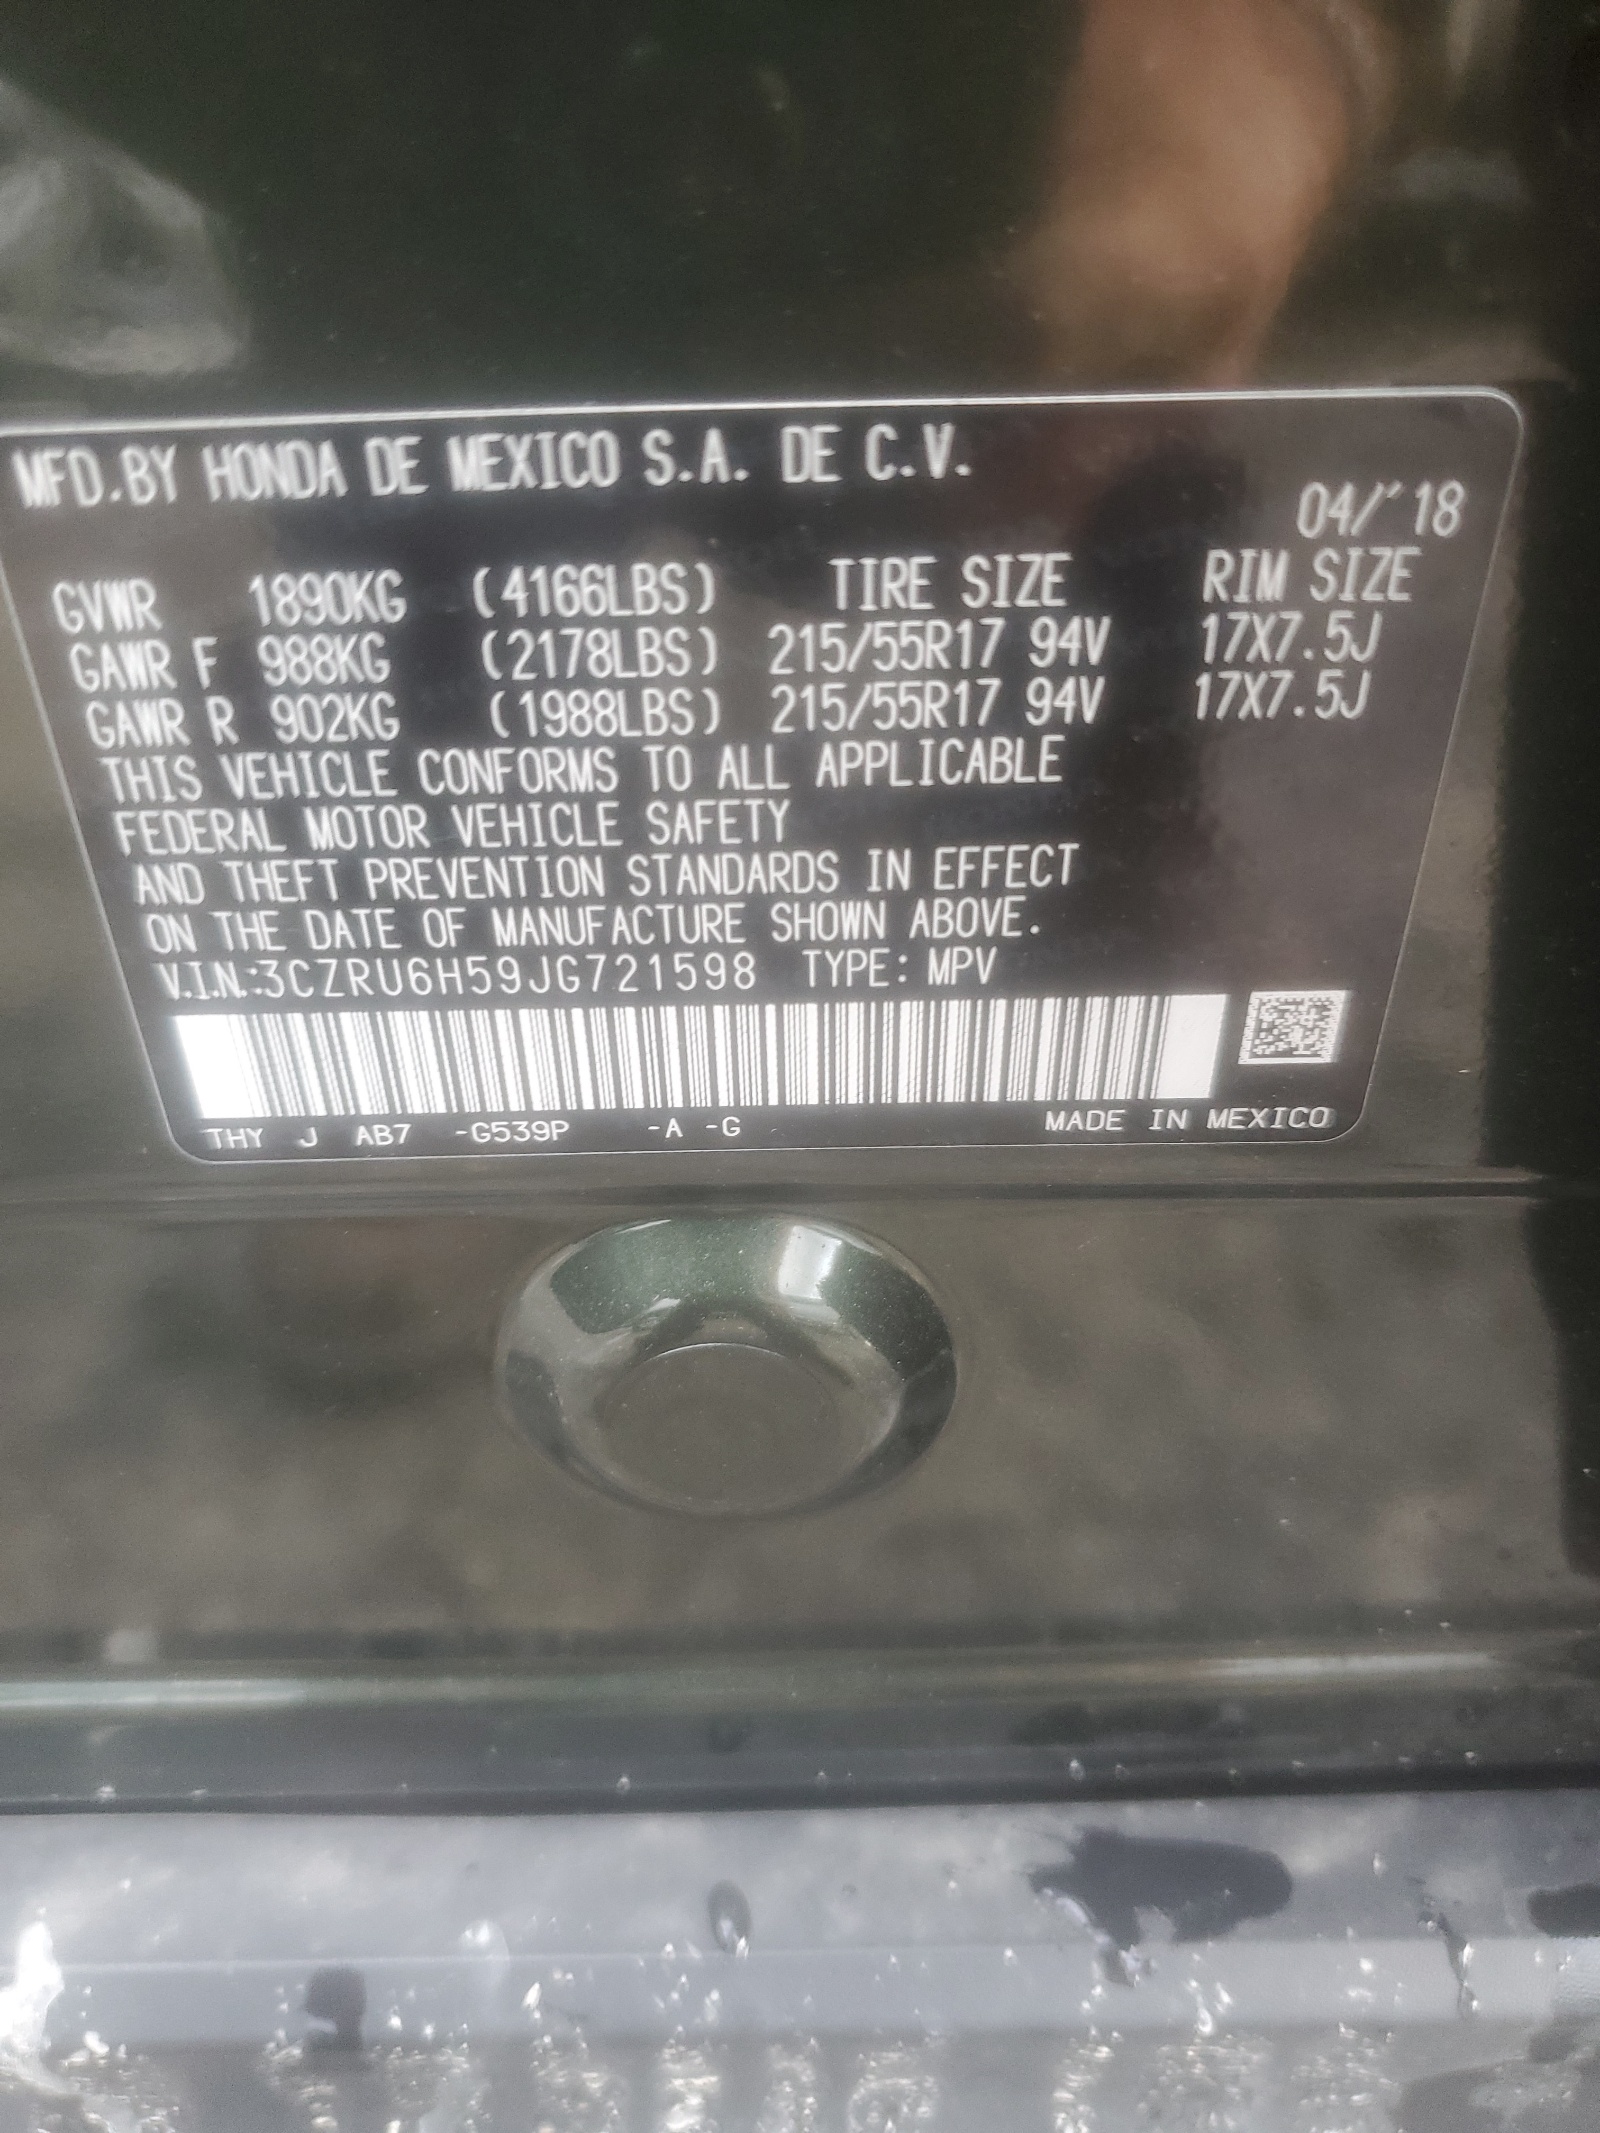 MFD.BY HONDA DE MEXICO S.A. DE C.V.
04/'18
GVWR 1890KG (4166LBS) TIRE SIZE RIM SIZE
GAWR F 988KG (2178LBS) 215/55R17 94V 17X7.5J
GAWR R 902KG (1988LBS) 215/55R17 94V 17X7.5J
THIS VEHICLE CONFORMS TO ALL APPLICABLE
FEDERAL MOTOR VEHICLE SAFETY
AND THEFT PREVENTION STANDARDS IN EFFECT
ON THE DATE OF MANUFACTURE SHOWN ABOVE.
V.I.N.:3CZRU6H59JG721598 TYPE: MPV
THY J AB7 -G539P -A -G MADE IN MEXICO